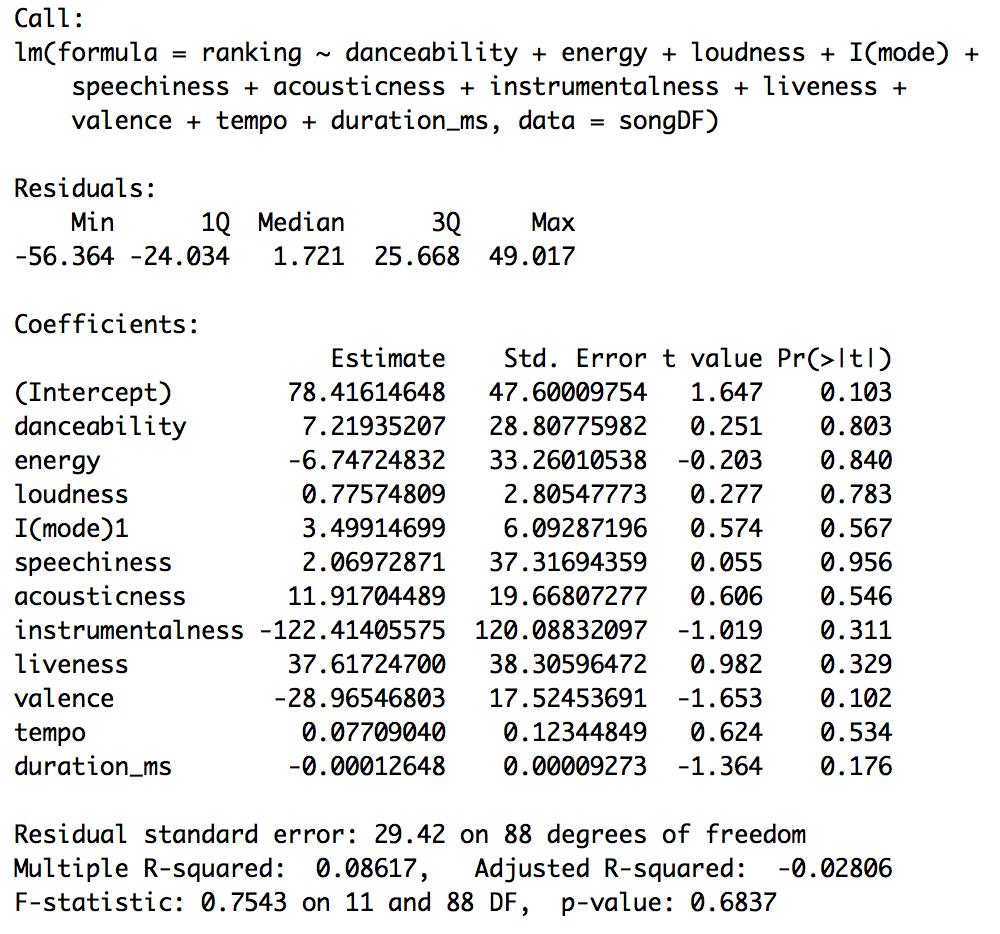 Call:
lm(formula = ranking ~ danceability + energy + loudness + I(mode) +
    speechiness + acousticness + instrumentalness + liveness +
    valence + tempo + duration_ms, data = songDF)

Residuals:
    Min      1Q  Median      3Q     Max
-56.364 -24.034   1.721  25.668  49.017

Coefficients:
                     Estimate    Std. Error t value Pr(>|t|)
(Intercept)       78.41614648   47.60009754   1.647    0.103
danceability       7.21935207   28.80775982   0.251    0.803
energy            -6.74724832   33.26010538  -0.203    0.840
loudness           0.77574809    2.80547773   0.277    0.783
I(mode)1           3.49914699    6.09287196   0.574    0.567
speechiness        2.06972871   37.31694359   0.055    0.956
acousticness      11.91704489   19.66807277   0.606    0.546
instrumentalness -122.41405575  120.08832097  -1.019    0.311
liveness          37.61724700   38.30596472   0.982    0.329
valence          -28.96546803   17.52453691  -1.653    0.102
tempo              0.07709040    0.12344849   0.624    0.534
duration_ms       -0.00012648    0.00009273  -1.364    0.176

Residual standard error: 29.42 on 88 degrees of freedom
Multiple R-squared:  0.08617,   Adjusted R-squared:  -0.02806
F-statistic: 0.7543 on 11 and 88 DF,  p-value: 0.6837